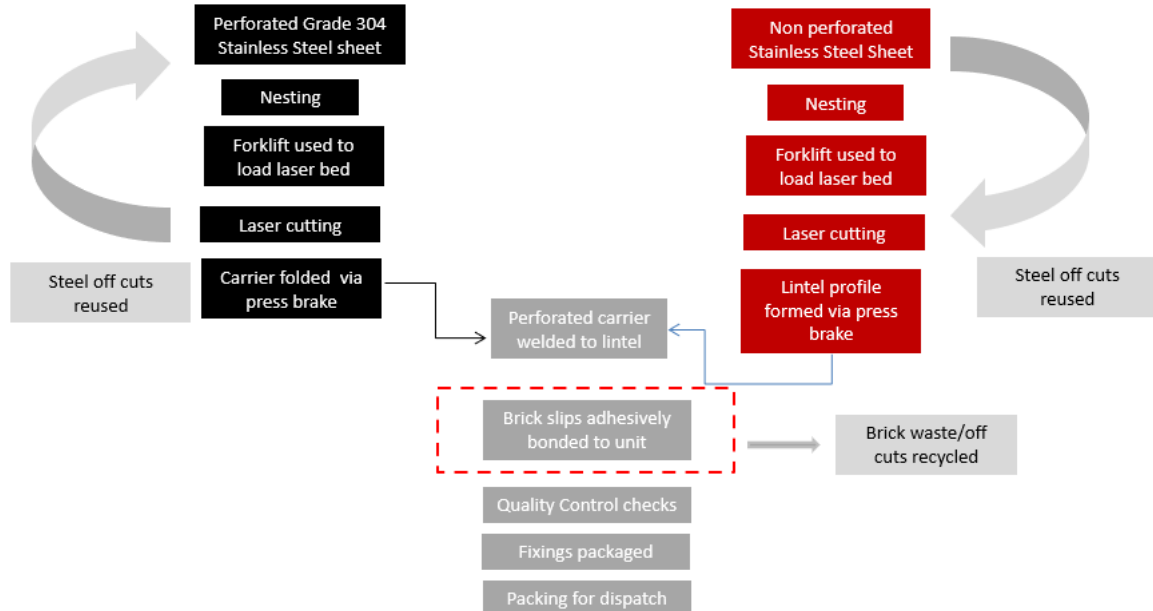 Perforated Grade 304
Stainless Steel sheet
Nesting
Forklift used to
load laser bed
Laser cutting
Steel off cuts
reused
Carrier folded via
press brake
Non perforated
Stainless Steel Sheet
Nesting
Forklift used to
load laser bed
Laser cutting
Lintel profile
formed via press
brake
Steel off cuts
reused
Perforated carrier
welded to lintel
Brick slips adhesively
bonded to unit
Brick waste/off
cuts recycled
Quality Control checks
Fixings packaged
Packing for dispatch